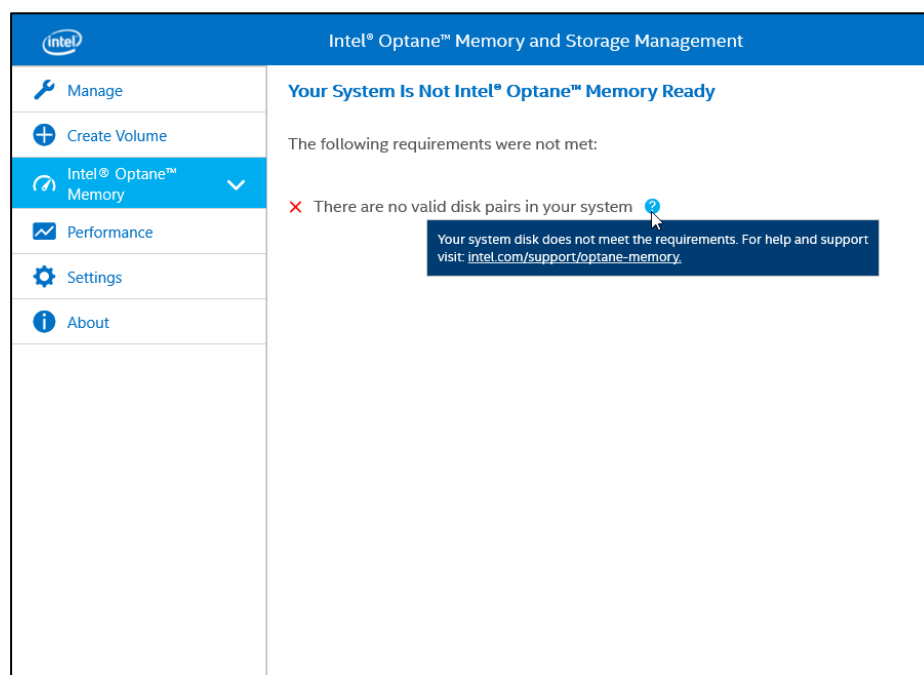 intel
Intel® Optane™ Memory and Storage Management
Manage
Create Volume
Intel® Optane™
Memory
Performance
Settings
About
Your System Is Not Intel® Optane™ Memory Ready
The following requirements were not met:
There are no valid disk pairs in your system ?
Your system disk does not meet the requirements. For help and support
visit: intel.com/support/optane-memory.